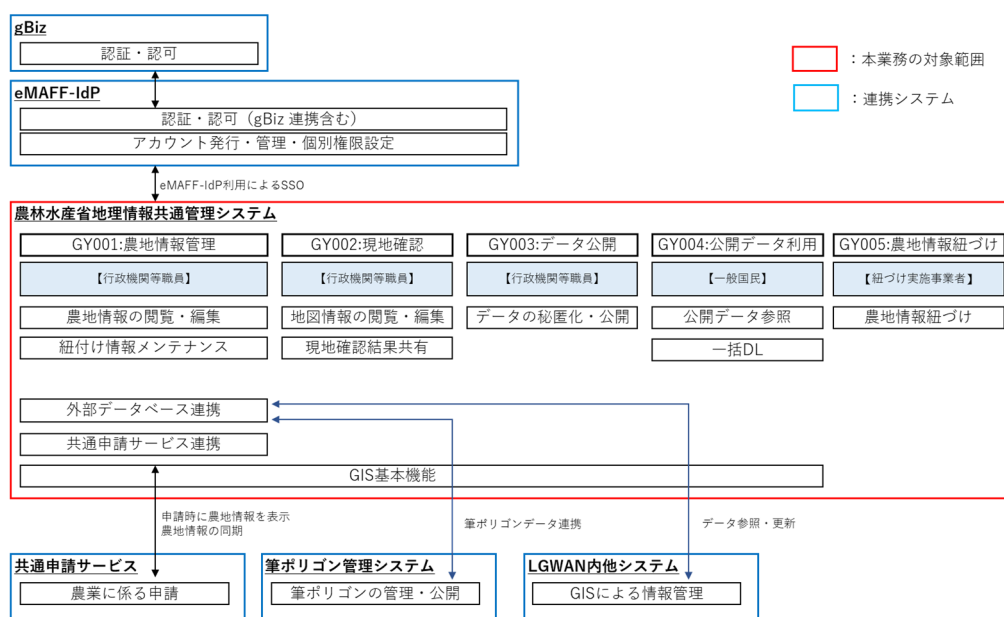 gBiz
認証・認可
：本業務の対象範囲
：連携システム
eMAFF-IdP
認証・認可（gBiz 連携含む）
アカウント発行・管理・個別権限設定
eMAFF-IdP利用によるSSO
農林水産省地理情報共通管理システム
GY001:農地情報管理
GY002:現地確認
GY003:データ公開
GY004:公開データ利用
GY005:農地情報紐づけ
【行政機関等職員】
【行政機関等職員】
【行政機関等職員】
【一般国民】
【紐づけ実施事業者】
農地情報の閲覧・編集
地図情報の閲覧・編集
データの秘匿化・公開
公開データ参照
農地情報紐づけ
紐付け情報メンテナンス
現地確認結果共有
一括DL
外部データベース連携
共通申請サービス連携
GIS基本機能
申請時に農地情報を表示
農地情報の同期
筆ポリゴンデータ連携
データ参照・更新
共通申請サービス
農業に係る申請
筆ポリゴン管理システム
筆ポリゴンの管理・公開
LGWAN内他システム
GISによる情報管理